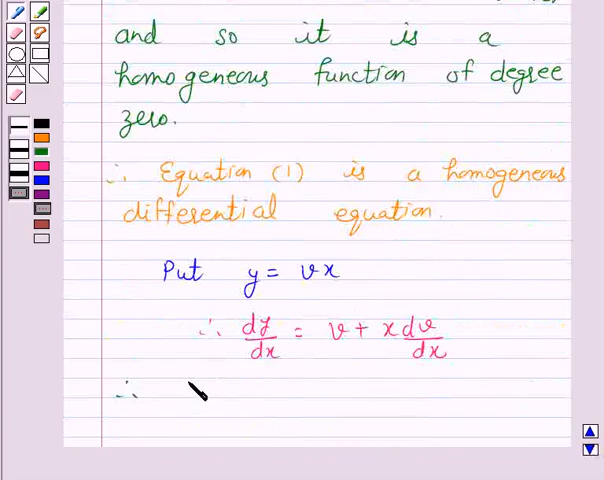 and so it is a
homogeneous function of degree
zero.
∴ Equation (1) is a homogeneous
differential equation.
Put y = vx
∴ dy/dx = v + x dv/dx
∴